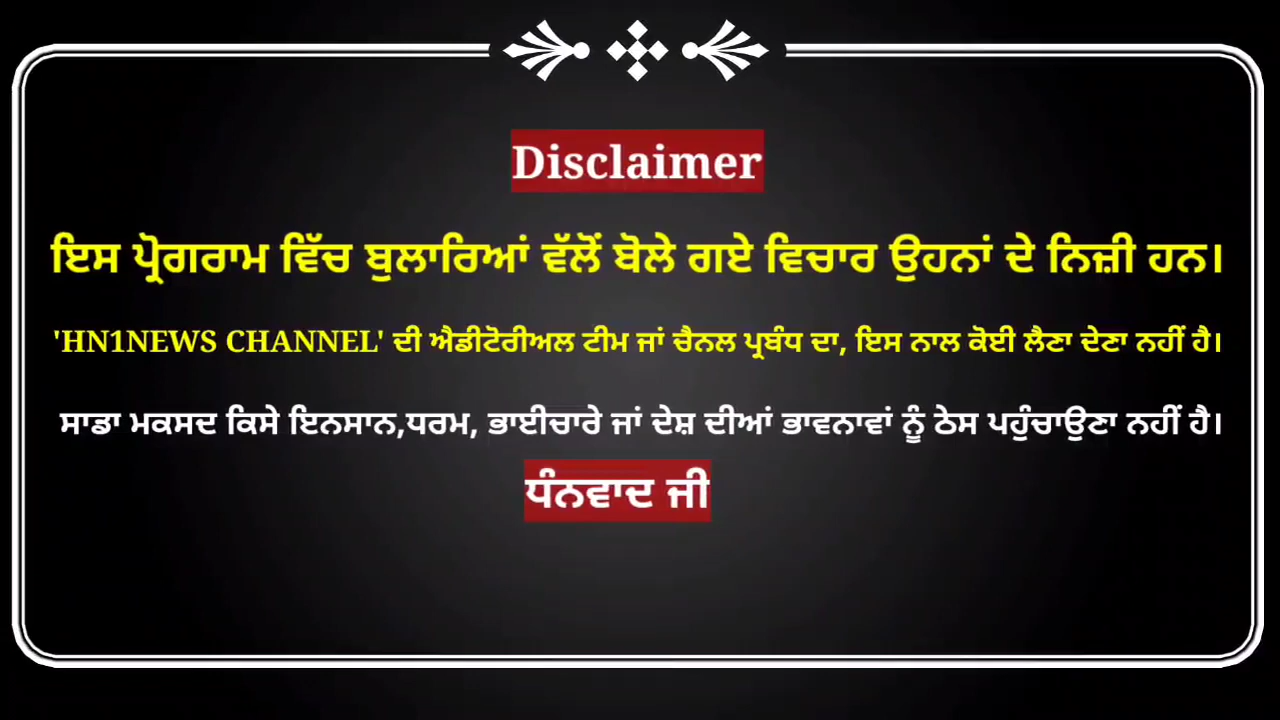 Disclaimer
ਇਸ ਪ੍ਰੋਗਰਾਮ ਵਿੱਚ ਬੁਲਾਰਿਆਂ ਵੱਲੋਂ ਬੋਲੇ ਗਏ ਵਿਚਾਰ ਉਹਨਾਂ ਦੇ ਨਿਜ਼ੀ ਹਨ।
'HN1NEWS CHANNEL' ਦੀ ਐਡੀਟੋਰੀਅਲ ਟੀਮ ਜਾਂ ਚੈਨਲ ਪ੍ਰਬੰਧ ਦਾ, ਇਸ ਨਾਲ ਕੋਈ ਲੈਣਾ ਦੇਣਾ ਨਹੀਂ ਹੈ।
ਸਾਡਾ ਮਕਸਦ ਕਿਸੇ ਇਨਸਾਨ,ਧਰਮ, ਭਾਈਚਾਰੇ ਜਾਂ ਦੇਸ਼ ਦੀਆਂ ਭਾਵਨਾਵਾਂ ਨੂੰ ਠੇਸ ਪਹੁੰਚਾਉਣਾ ਨਹੀਂ ਹੈ।
ਧੰਨਵਾਦ ਜੀ